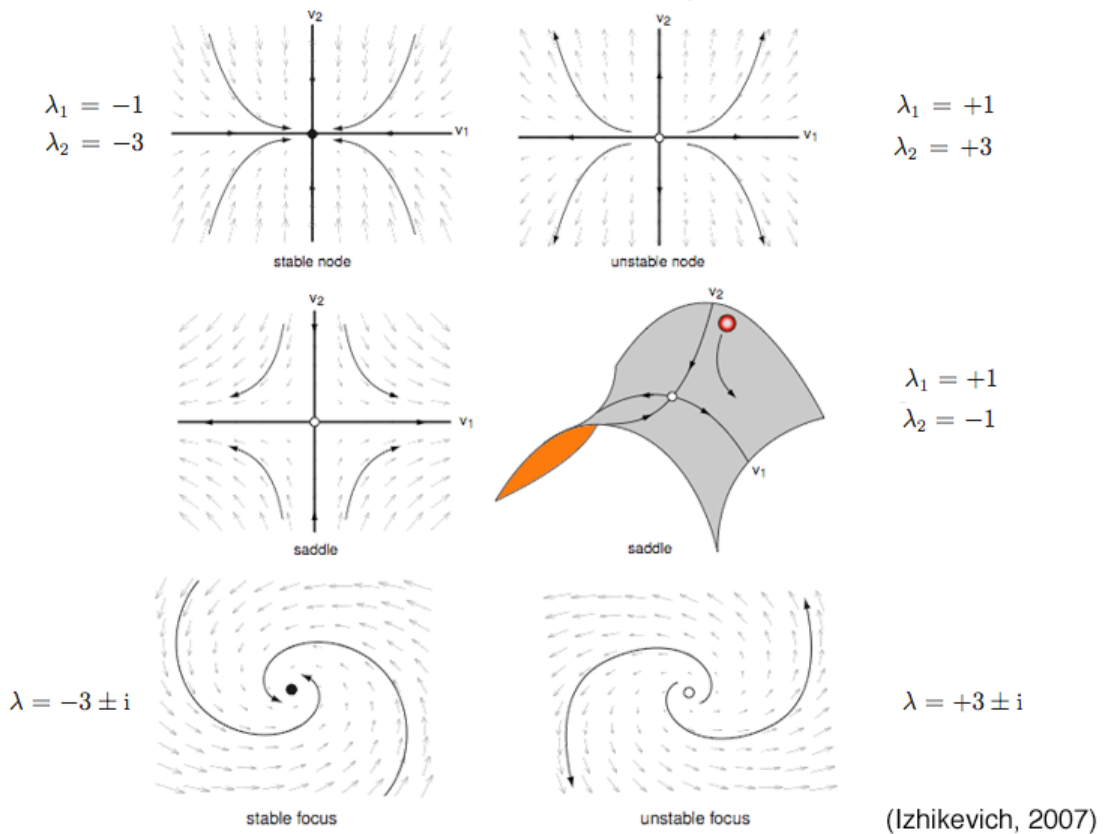 v₂
v₂
λ₁ = −1
λ₂ = −3
v₁
v₁
λ₁ = +1
λ₂ = +3
stable node
unstable node
v₂
v₂
v₁
v₁
λ₁ = +1
λ₂ = −1
saddle
saddle
λ = −3 ± i
λ = +3 ± i
stable focus
unstable focus
(Izhikevich, 2007)